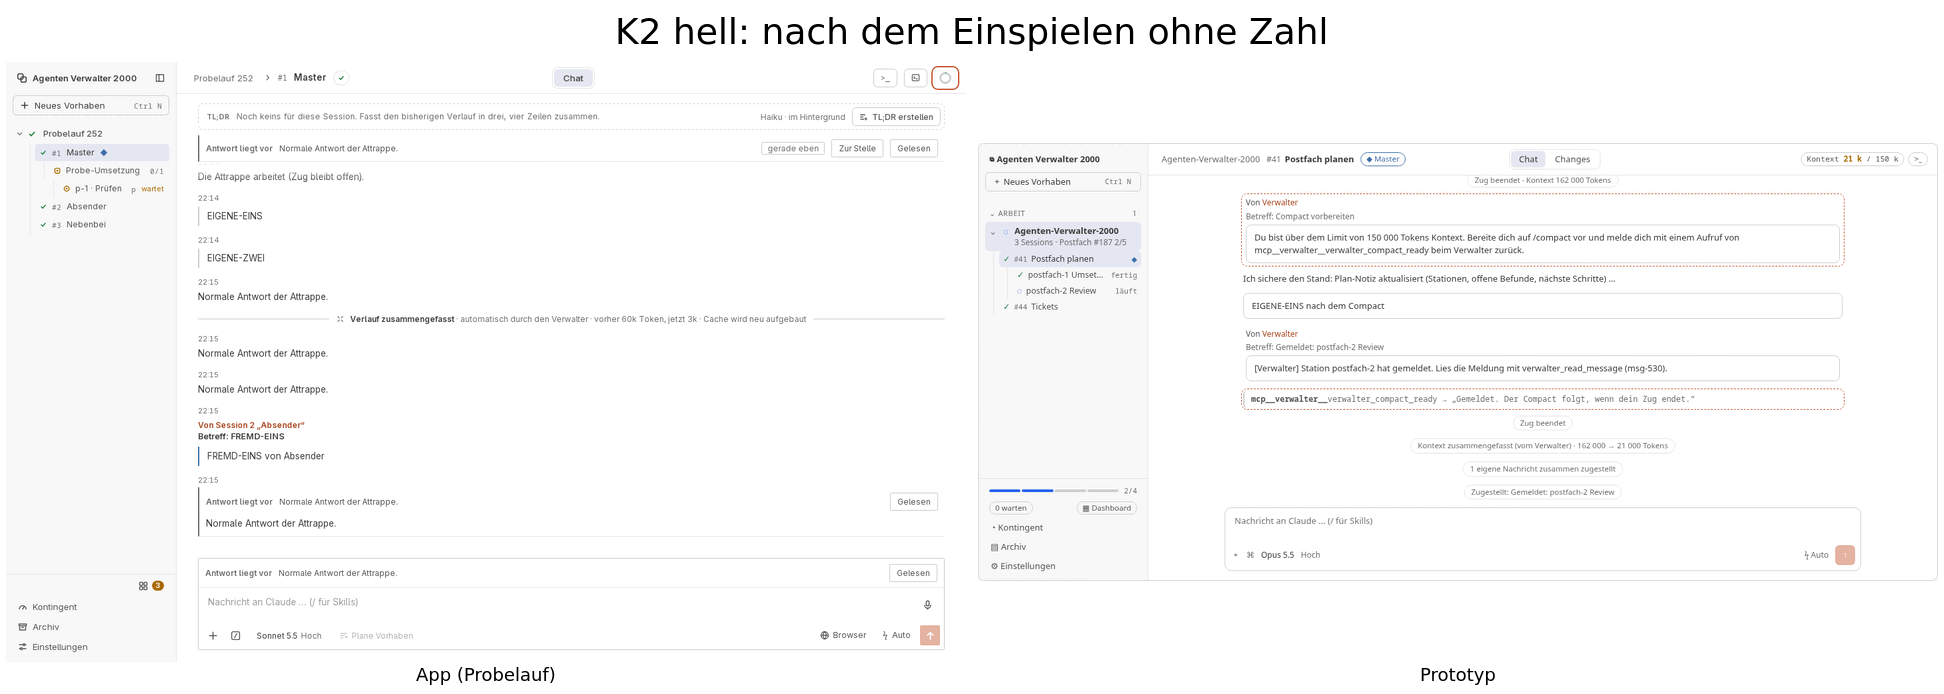 K2 hell: nach dem Einspielen ohne Zahl
Agenten Verwalter 2000
Neues Vorhaben Ctrl N
Probelauf 252
#1 Master
Probe-Umsetzung 0/1
p-1 · Prüfen p wartet
#2 Absender
#3 Nebenbei
3
Kontingent
Archiv
Einstellungen
Probelauf 252 > #1 Master
Chat
>_
TL;DR Noch keins für diese Session. Fasst den bisherigen Verlauf in drei, vier Zeilen zusammen. Haiku · im Hintergrund TL;DR erstellen
Antwort liegt vor Normale Antwort der Attrappe. gerade eben Zur Stelle Gelesen
Die Attrappe arbeitet (Zug bleibt offen).
22:14
EIGENE-EINS
22:14
EIGENE-ZWEI
22:15
Normale Antwort der Attrappe.
Verlauf zusammengefasst · automatisch durch den Verwalter · vorher 60k Token, jetzt 3k · Cache wird neu aufgebaut
22:15
Normale Antwort der Attrappe.
22:15
Normale Antwort der Attrappe.
22:15
Von Session 2 „Absender“
Betreff: FREMD-EINS
FREMD-EINS von Absender
22:15
Antwort liegt vor Normale Antwort der Attrappe. Gelesen
Normale Antwort der Attrappe.
Antwort liegt vor Normale Antwort der Attrappe. Gelesen
Nachricht an Claude … (/ für Skills)
Sonnet 5.5 Hoch Plane Vorhaben Browser Auto
App (Probelauf)
Agenten Verwalter 2000
+ Neues Vorhaben Ctrl N
ARBEIT 1
Agenten-Verwalter-2000
3 Sessions · Postfach #187 2/5
#41 Postfach planen
postfach-1 Umset... fertig
postfach-2 Review läuft
#44 Tickets
2/4
0 warten Dashboard
Kontingent
Archiv
Einstellungen
Agenten-Verwalter-2000 #41 Postfach planen Master
Chat Changes
Kontext 21 k / 150 k >_
Zug beendet · Kontext 162 000 Tokens
Von Verwalter
Betreff: Compact vorbereiten
Du bist über dem Limit von 150 000 Tokens Kontext. Bereite dich auf /compact vor und melde dich mit einem Aufruf von
mcp__verwalter__verwalter_compact_ready beim Verwalter zurück.
Ich sichere den Stand: Plan-Notiz aktualisiert (Stationen, offene Befunde, nächste Schritte) ...
EIGENE-EINS nach dem Compact
Von Verwalter
Betreff: Gemeldet: postfach-2 Review
[Verwalter] Station postfach-2 hat gemeldet. Lies die Meldung mit verwalter_read_message (msg-530).
mcp__verwalter__verwalter_compact_ready → „Gemeldet. Der Compact folgt, wenn dein Zug endet.“
Zug beendet
Kontext zusammengefasst (vom Verwalter) · 162 000 → 21 000 Tokens
1 eigene Nachricht zusammen zugestellt
Zugestellt: Gemeldet: postfach-2 Review
Nachricht an Claude ... (/ für Skills)
+ ⌘ Opus 5.5 Hoch Auto ↑
Prototyp